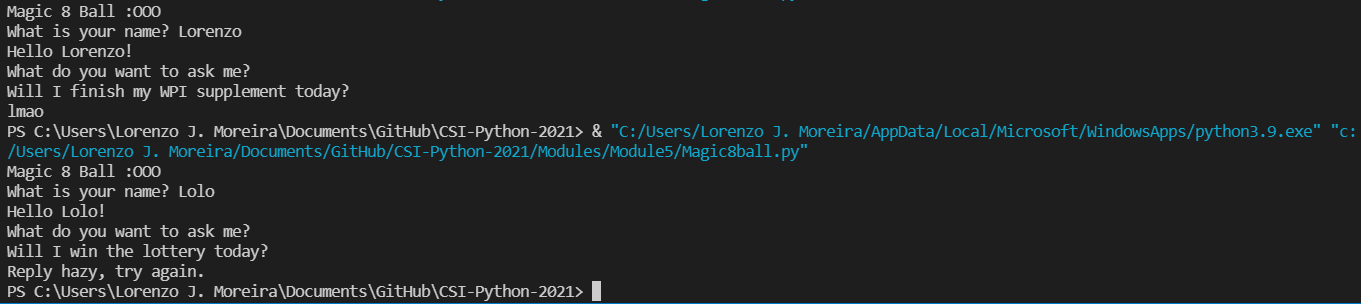 Magic 8 Ball :OOO
What is your name? Lorenzo
Hello Lorenzo!
What do you want to ask me?
Will I finish my WPI supplement today?
lmao
PS C:\Users\Lorenzo J. Moreira\Documents\GitHub\CSI-Python-2021> & "C:/Users/Lorenzo J. Moreira/AppData/Local/Microsoft/WindowsApps/python3.9.exe" "c:
/Users/Lorenzo J. Moreira/Documents/GitHub/CSI-Python-2021/Modules/Module5/Magic8ball.py"
Magic 8 Ball :OOO
What is your name? Lolo
Hello Lolo!
What do you want to ask me?
Will I win the lottery today?
Reply hazy, try again.
PS C:\Users\Lorenzo J. Moreira\Documents\GitHub\CSI-Python-2021>